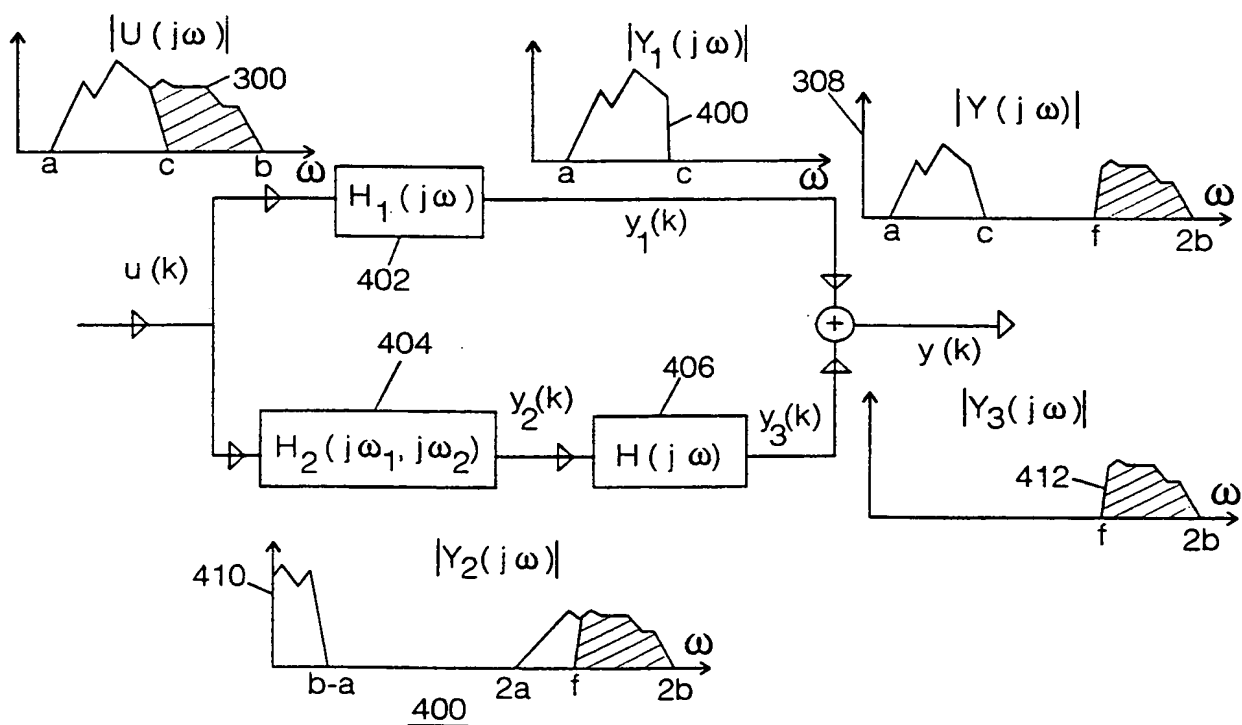 |U(jω)|
300
a c b ω
|Y₁(jω)|
400
a c ω
308
|Y(jω)|
a c f 2b ω
H₁(jω)
402
y₁(k)
u(k)
+
y(k)
404
H₂(jω₁, jω₂)
y₂(k)
406
H(jω)
y₃(k)
|Y₃(jω)|
412
f 2b ω
410
|Y₂(jω)|
b-a 2a f 2b ω
400